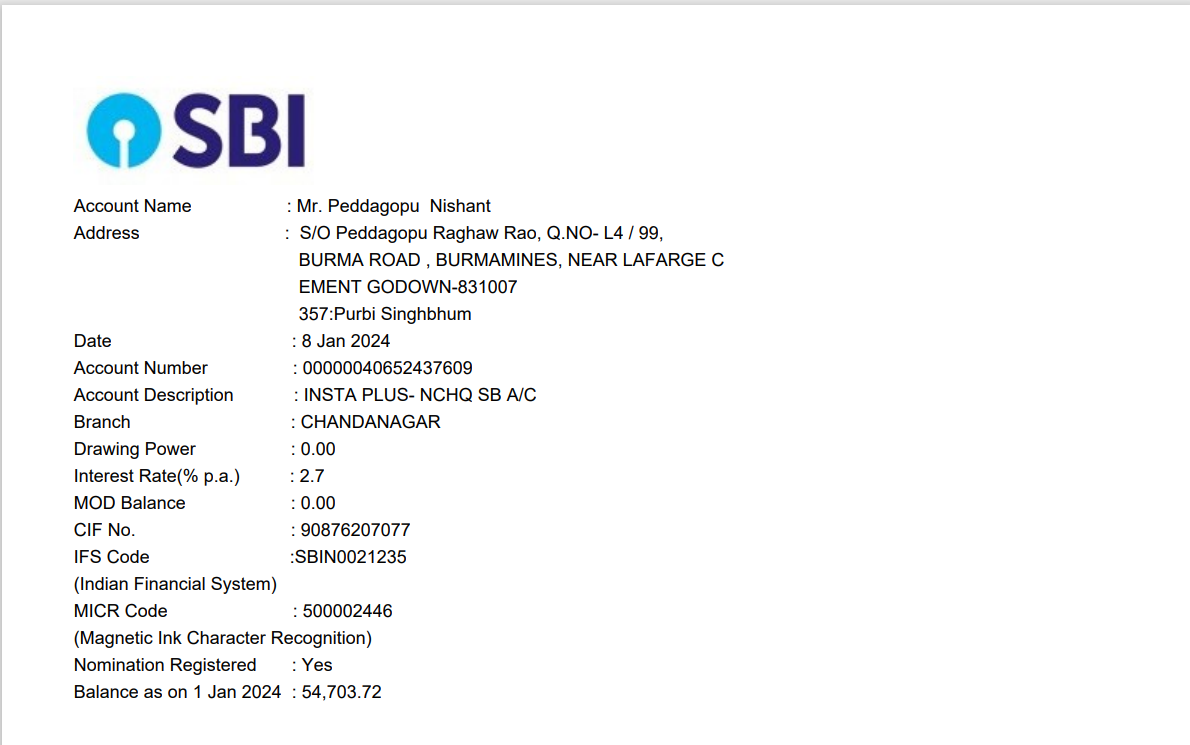 SBI
Account Name : Mr. Peddagopu Nishant
Address : S/O Peddagopu Raghaw Rao, Q.NO- L4 / 99,
BURMA ROAD , BURMAMINES, NEAR LAFARGE C
EMENT GODOWN-831007
357:Purbi Singhbhum
Date : 8 Jan 2024
Account Number : 00000040652437609
Account Description : INSTA PLUS- NCHQ SB A/C
Branch : CHANDANAGAR
Drawing Power : 0.00
Interest Rate(% p.a.) : 2.7
MOD Balance : 0.00
CIF No. : 90876207077
IFS Code :SBIN0021235
(Indian Financial System)
MICR Code : 500002446
(Magnetic Ink Character Recognition)
Nomination Registered : Yes
Balance as on 1 Jan 2024 : 54,703.72